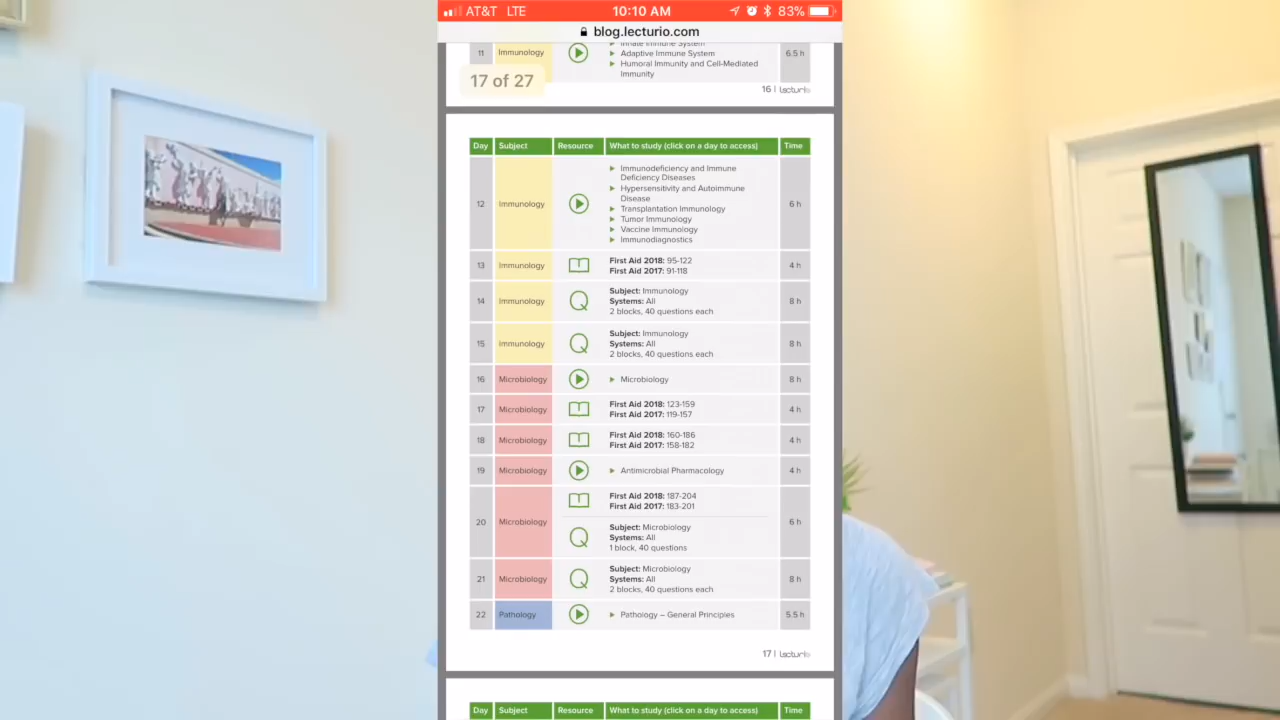 AT&T LTE 10:10 AM 83%
blog.lecturio.com
11 Immunology Innate Immune System 6.5 h
Adaptive Immune System
Humoral Immunity and Cell-Mediated
Immunity
17 of 27
16 | lecturio
Day Subject Resource What to study (click on a day to access) Time
12 Immunology 6 h
Immunodeficiency and Immune
Deficiency Diseases
Hypersensitivity and Autoimmune
Disease
Transplantation Immunology
Tumor Immunology
Vaccine Immunology
Immunodiagnostics
13 Immunology First Aid 2018: 95-122 4 h
First Aid 2017: 91-118
14 Immunology Q Subject: Immunology 8 h
Systems: All
2 blocks, 40 questions each
15 Immunology Q Subject: Immunology 8 h
Systems: All
2 blocks, 40 questions each
16 Microbiology Microbiology 8 h
17 Microbiology First Aid 2018: 123-159 4 h
First Aid 2017: 119-157
18 Microbiology First Aid 2018: 160-186 4 h
First Aid 2017: 158-182
19 Microbiology Antimicrobial Pharmacology 4 h
20 Microbiology First Aid 2018: 187-204 6 h
First Aid 2017: 183-201
Q Subject: Microbiology
Systems: All
1 block, 40 questions
21 Microbiology Q Subject: Microbiology 8 h
Systems: All
2 blocks, 40 questions each
22 Pathology Pathology – General Principles 5.5 h
17 | lecturio
Day Subject Resource What to study (click on a day to access) Time